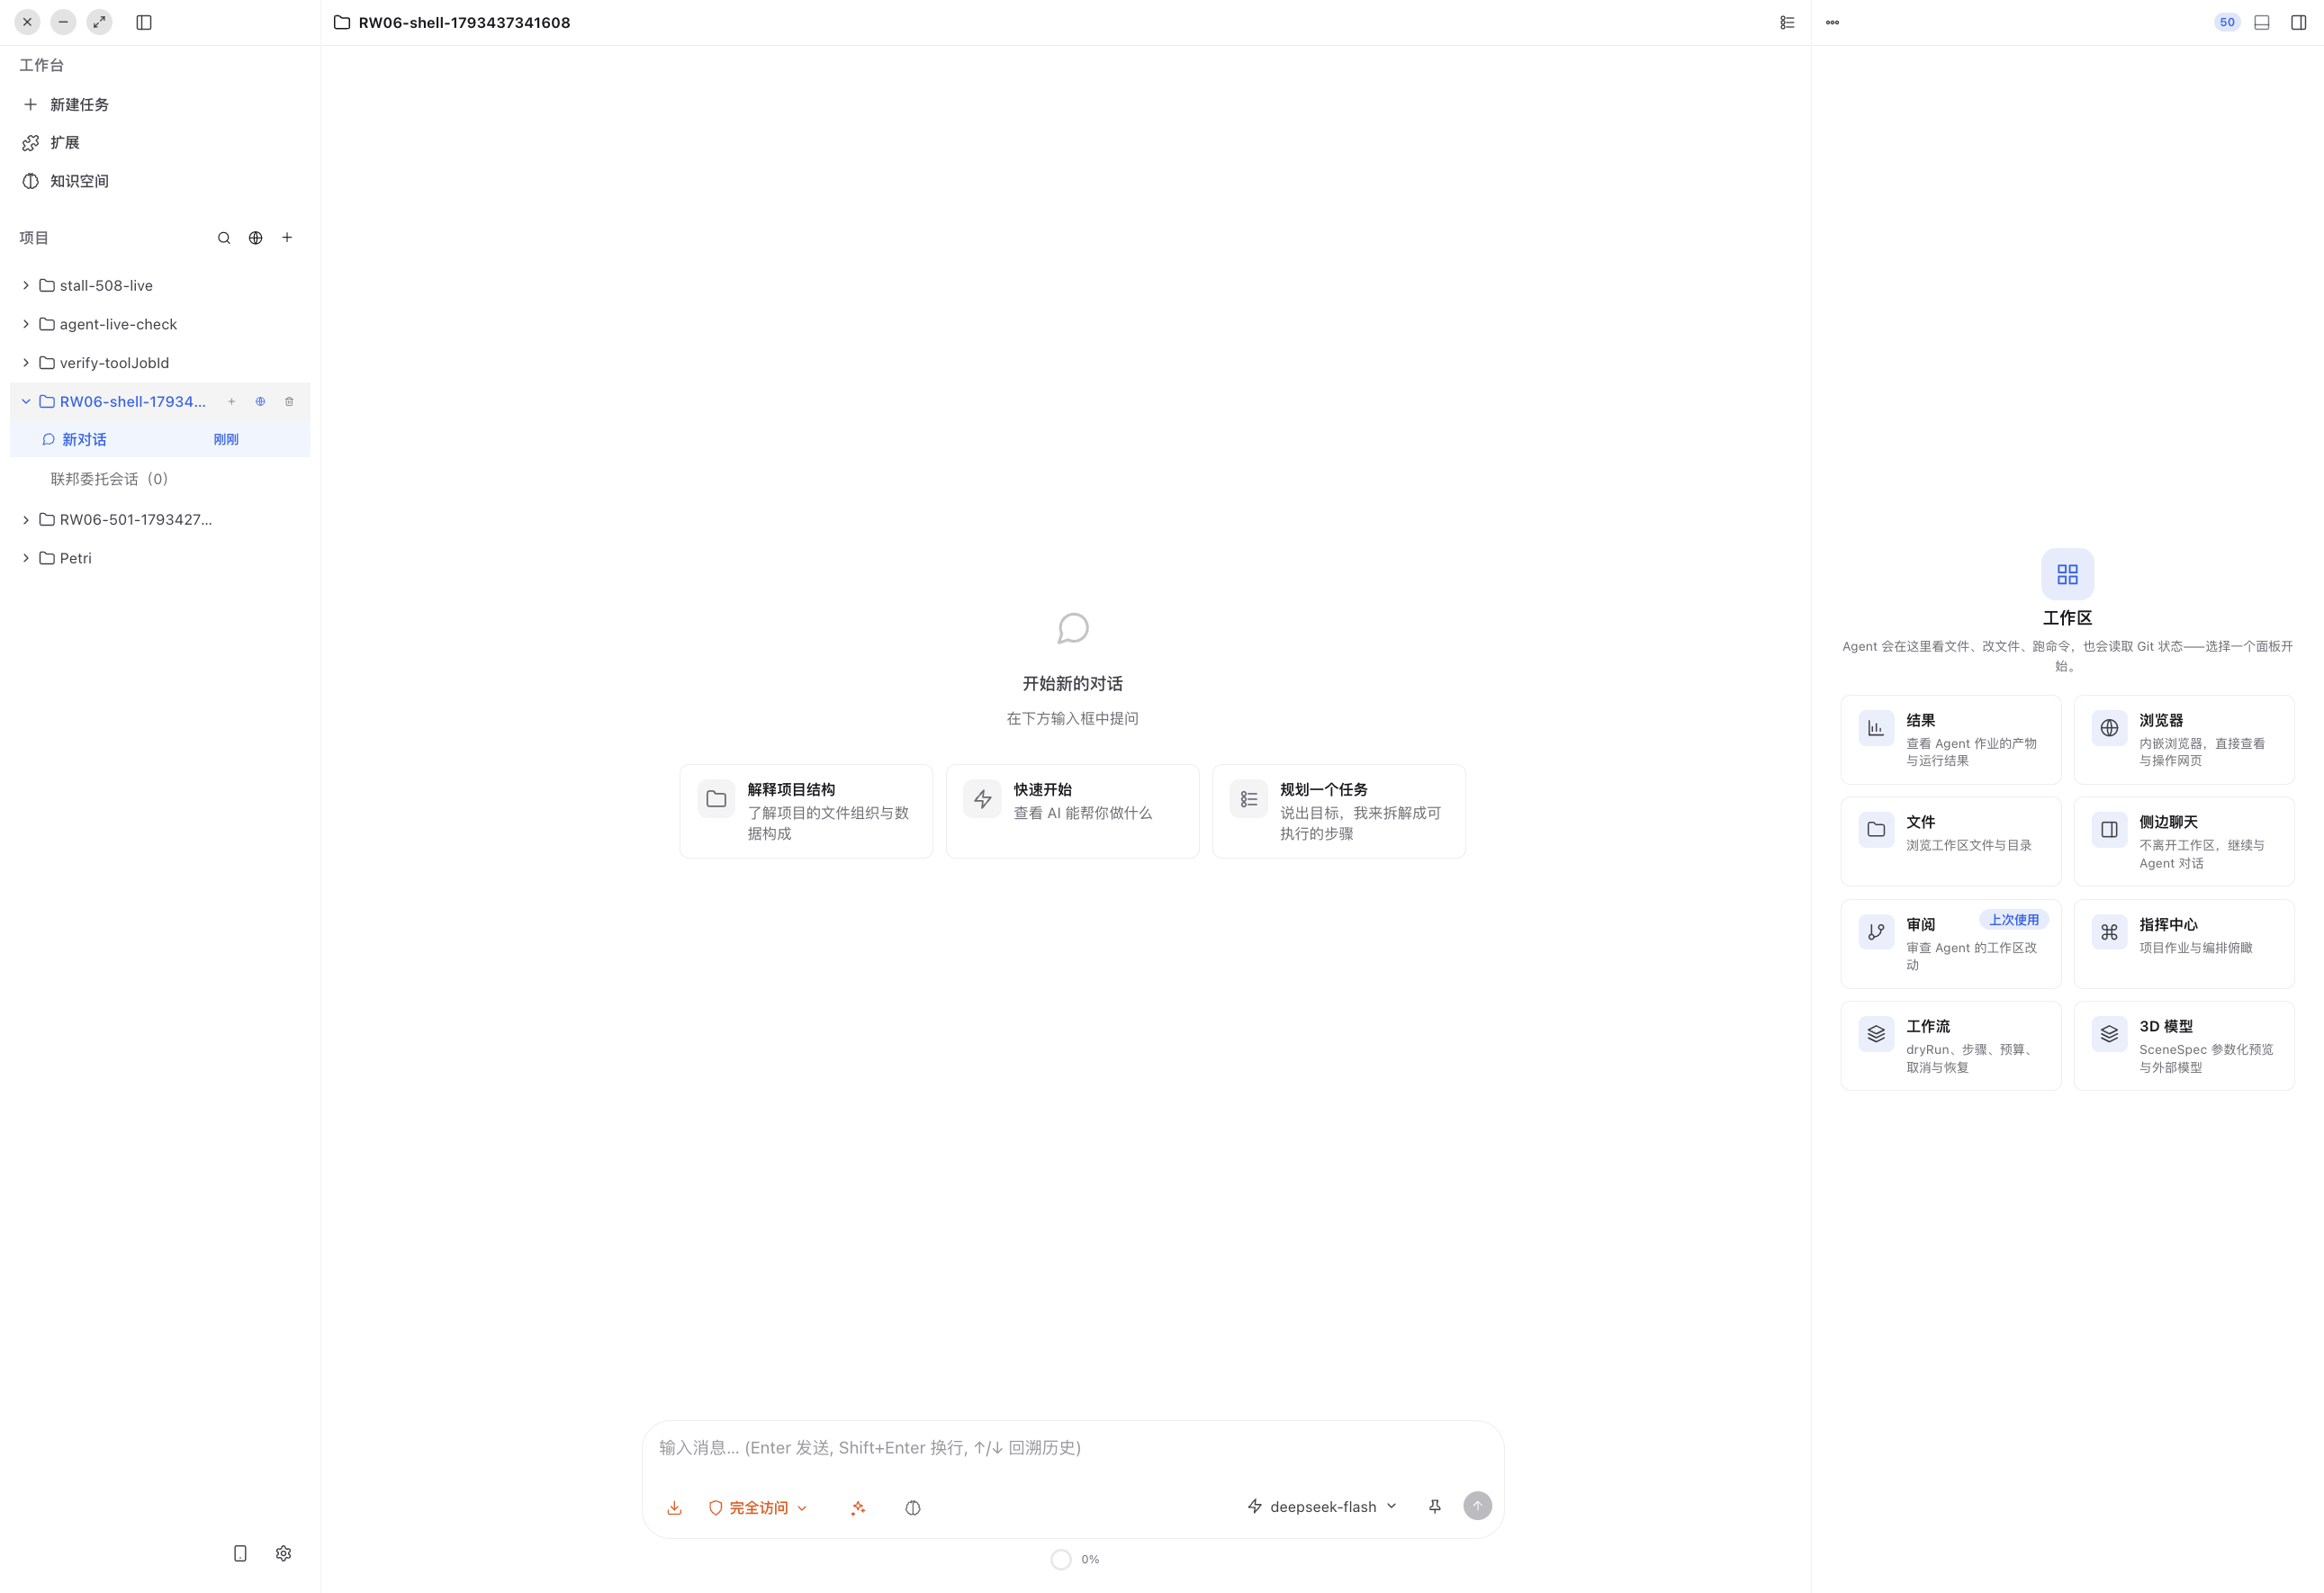 RW06-shell-1793437341608
50
工作台
新建任务
扩展
知识空间
项目
stall-508-live
agent-live-check
verify-toolJobId
RW06-shell-17934...
新对话 刚刚
联邦委托会话（0）
RW06-501-1793427...
Petri
开始新的对话
在下方输入框中提问
解释项目结构
了解项目的文件组织与数
据构成
快速开始
查看 AI 能帮你做什么
规划一个任务
说出目标，我来拆解成可
执行的步骤
输入消息... (Enter 发送, Shift+Enter 换行, ↑/↓ 回溯历史)
完全访问
deepseek-flash
0%
工作区
Agent 会在这里看文件、改文件、跑命令，也会读取 Git 状态——选择一个面板开
始。
结果
查看 Agent 作业的产物
与运行结果
浏览器
内嵌浏览器，直接查看
与操作网页
文件
浏览工作区文件与目录
侧边聊天
不离开工作区，继续与
Agent 对话
审阅 上次使用
审查 Agent 的工作区改
动
指挥中心
项目作业与编排俯瞰
工作流
dryRun、步骤、预算、
取消与恢复
3D 模型
SceneSpec 参数化预览
与外部模型